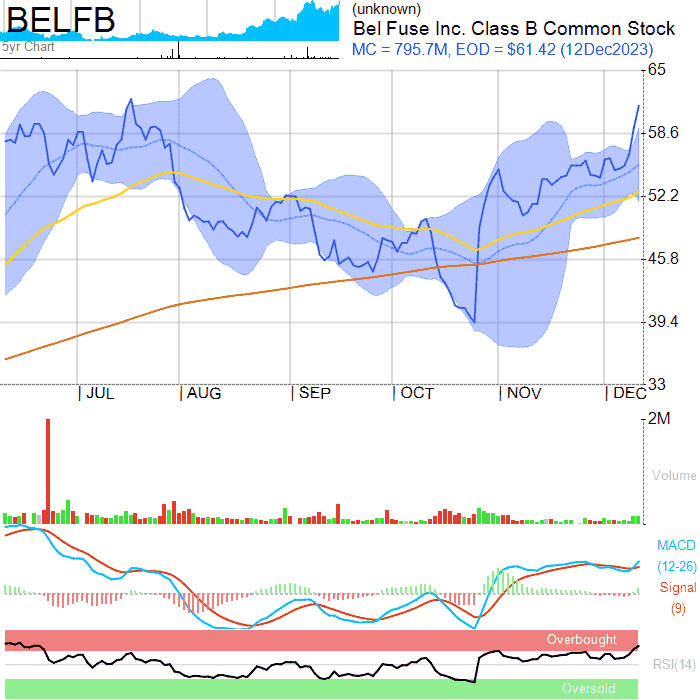 BELFB
5yr Chart
(unknown)
Bel Fuse Inc. Class B Common Stock
MC = 795.7M, EOD = $61.42 (12Dec2023)
65
58.6
52.2
45.8
39.4
33
JUL
AUG
SEP
OCT
NOV
DEC
2M
Volume
MACD
(12-26)
Signal
(9)
Overbought
RSI(14)
Oversold